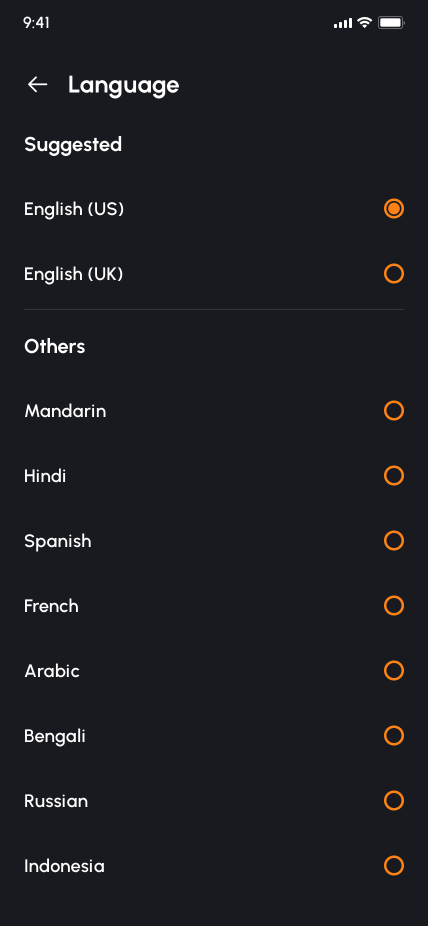 9:41
Language
Suggested
English (US)
English (UK)
Others
Mandarin
Hindi
Spanish
French
Arabic
Bengali
Russian
Indonesia